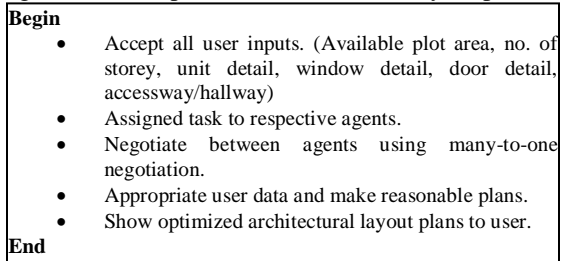 Begin
• Accept all user inputs. (Available plot area, no. of
storey, unit detail, window detail, door detail,
accessway/hallway)
• Assigned task to respective agents.
• Negotiate between agents using many-to-one
negotiation.
• Appropriate user data and make reasonable plans.
• Show optimized architectural layout plans to user.
End